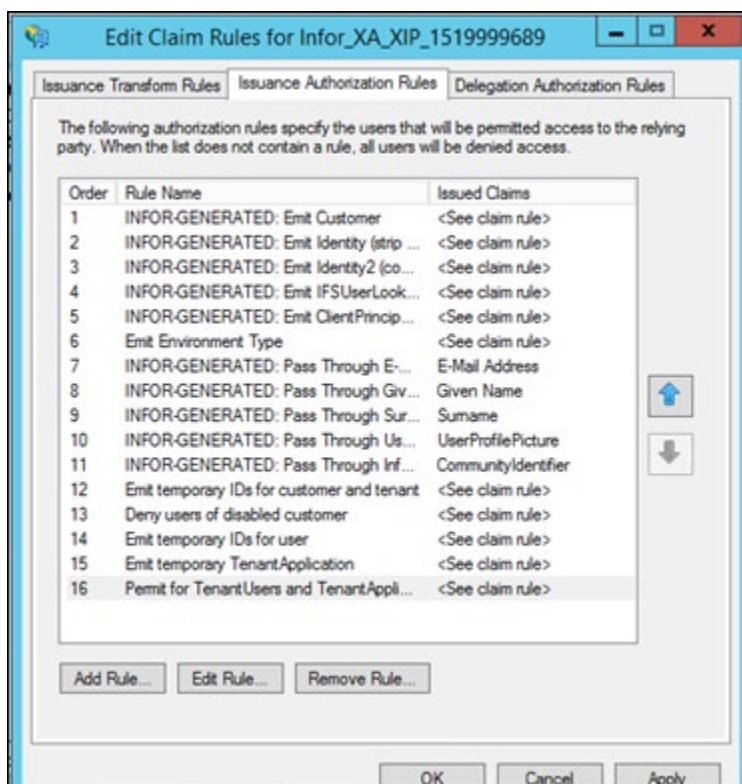 Edit Claim Rules for Infor_XA_XIP_1519999689
Issuance Transform Rules Issuance Authorization Rules Delegation Authorization Rules
The following authorization rules specify the users that will be permitted access to the relying
party. When the list does not contain a rule, all users will be denied access.
Order Rule Name Issued Claims
1 INFOR-GENERATED: Emit Customer <See claim rule>
2 INFOR-GENERATED: Emit Identity (strip ... <See claim rule>
3 INFOR-GENERATED: Emit Identity2 (co... <See claim rule>
4 INFOR-GENERATED: Emit IFSUserLook... <See claim rule>
5 INFOR-GENERATED: Emit ClientPrincip... <See claim rule>
6 Emit Environment Type <See claim rule>
7 INFOR-GENERATED: Pass Through E-... E-Mail Address
8 INFOR-GENERATED: Pass Through Giv... Given Name
9 INFOR-GENERATED: Pass Through Sur... Surname
10 INFOR-GENERATED: Pass Through Us... UserProfilePicture
11 INFOR-GENERATED: Pass Through Inf... CommunityIdentifier
12 Emit temporary IDs for customer and tenant <See claim rule>
13 Deny users of disabled customer <See claim rule>
14 Emit temporary IDs for user <See claim rule>
15 Emit temporary TenantApplication <See claim rule>
16 Permit for TenantUsers and TenantAppli... <See claim rule>
Add Rule... Edit Rule... Remove Rule...
OK Cancel Apply